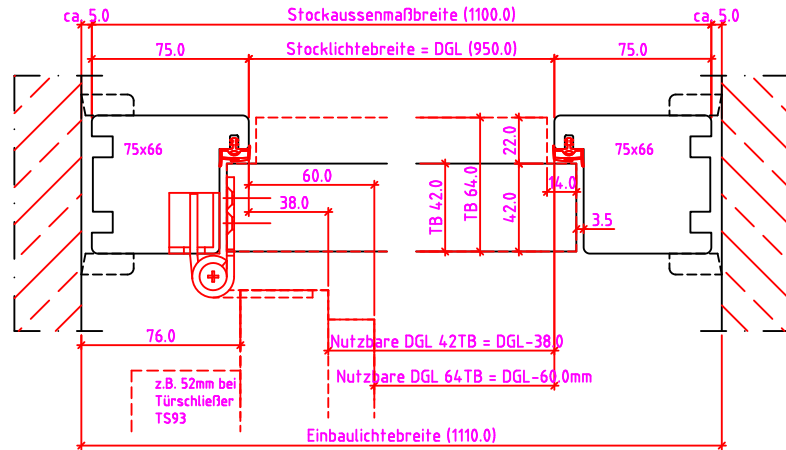 Stockaussenmaßbreite (1100.0)
ca. 5.0
ca. 5.0
75.0
Stocklichtebreite = DGL (950.0)
75.0
75x66
75x66
22.0
TB 64.0
TB 42.0
42.0
14.0
3.5
60.0
38.0
76.0
Nutzbare DGL 42TB = DGL-38.0
Nutzbare DGL 64TB = DGL-60.0mm
z.B. 52mm bei
Türschließer
TS93
Einbaulichtebreite (1110.0)